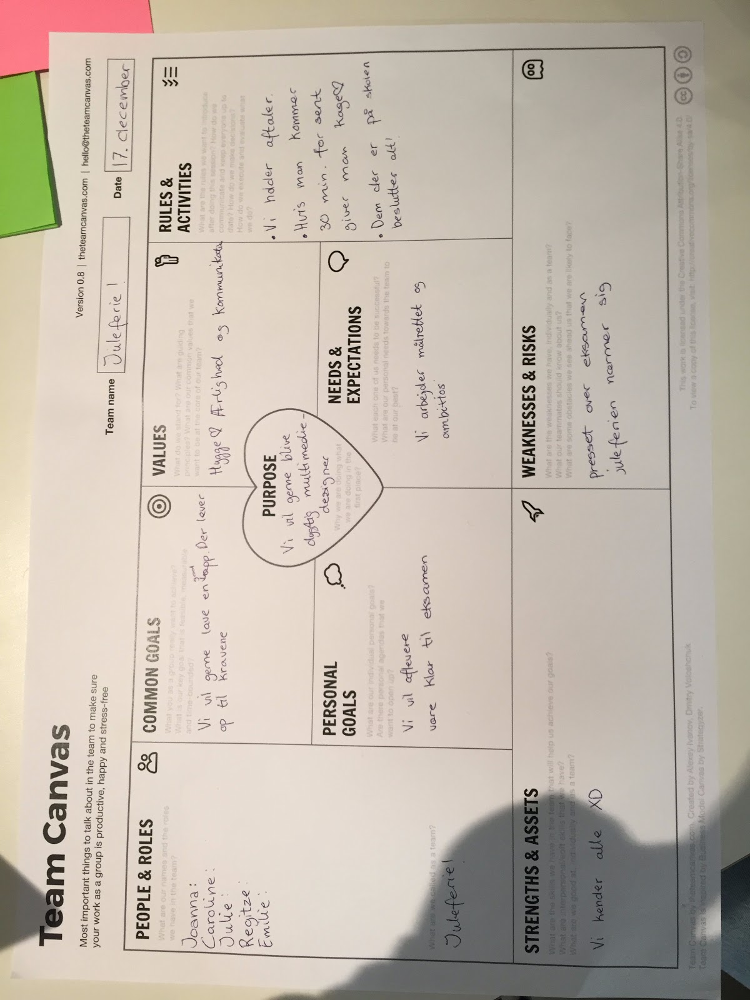 Team Canvas
Most important things to talk about in the team to make sure
your work as a group is productive, happy and stress-free
Version 0.8 | theteamcanvas.com | hello@theteamcanvas.com
Team name
Juleferie!
Date
17. december
PEOPLE & ROLES
What are our names and the roles
we have in the team?
Joanna:
Caroline:
Julie:
Regitze:
Emilie:
What are we called as a team?
Juleferie!
COMMON GOALS
What you as a group really want to achieve?
What is our key goal that is feasible, measurable
and time-bounded?
Vi vil gerne lave en god app. Der lever
op til kravene
VALUES
What do we stand for? What are guiding
principles? What are our common values that we
want to be at the core of our team?
Hygge♡ Ærlighed og kommunikation
RULES &
ACTIVITIES
What are the rules we want to introduce
after doing this session? How do we
communicate and keep everyone up to
date? How do we make decisions?
How do we execute and evaluate what
we do?
• Vi holder aftaler.
• Hvis man kommer
30 min. for sent
giver man kage♡
• Dem der er på skolen
beslutter alt!
PURPOSE
Vi vil gerne blive
dygtig multimedie-
designer
Why we are doing what
we are doing in the
first place?
PERSONAL
GOALS
What are our individual personal goals?
Are there personal agendas that we
want to open up?
Vi vil aflevere
være klar til eksamen
NEEDS &
EXPECTATIONS
What each one of us needs to be successful?
What are our personal needs towards the team to
be at our best?
Vi arbejder målrettet og
ambitiøs
STRENGTHS & ASSETS
What are the skills we have in the team that will help us achieve our goals?
What are interpersonal/soft skills that we have?
What are we good at, individually and as a team?
Vi kender alle XD
WEAKNESSES & RISKS
What are the weaknesses we have, individually and as a team?
What our teammates should know about us?
What are some obstacles we see ahead us that we are likely to face?
presset over eksamen
juleferien nærmer sig
Team Canvas by theteamcanvas.com. Created by Alexey Ivanov, Dmitry Voloshchuk
Team Canvas is inspired by Business Model Canvas by Strategyzer.
This work is licensed under the Creative Commons Attribution-Share Alike 4.0.
To view a copy of this license, visit: http://creativecommons.org/licenses/by-sa/4.0/
cc